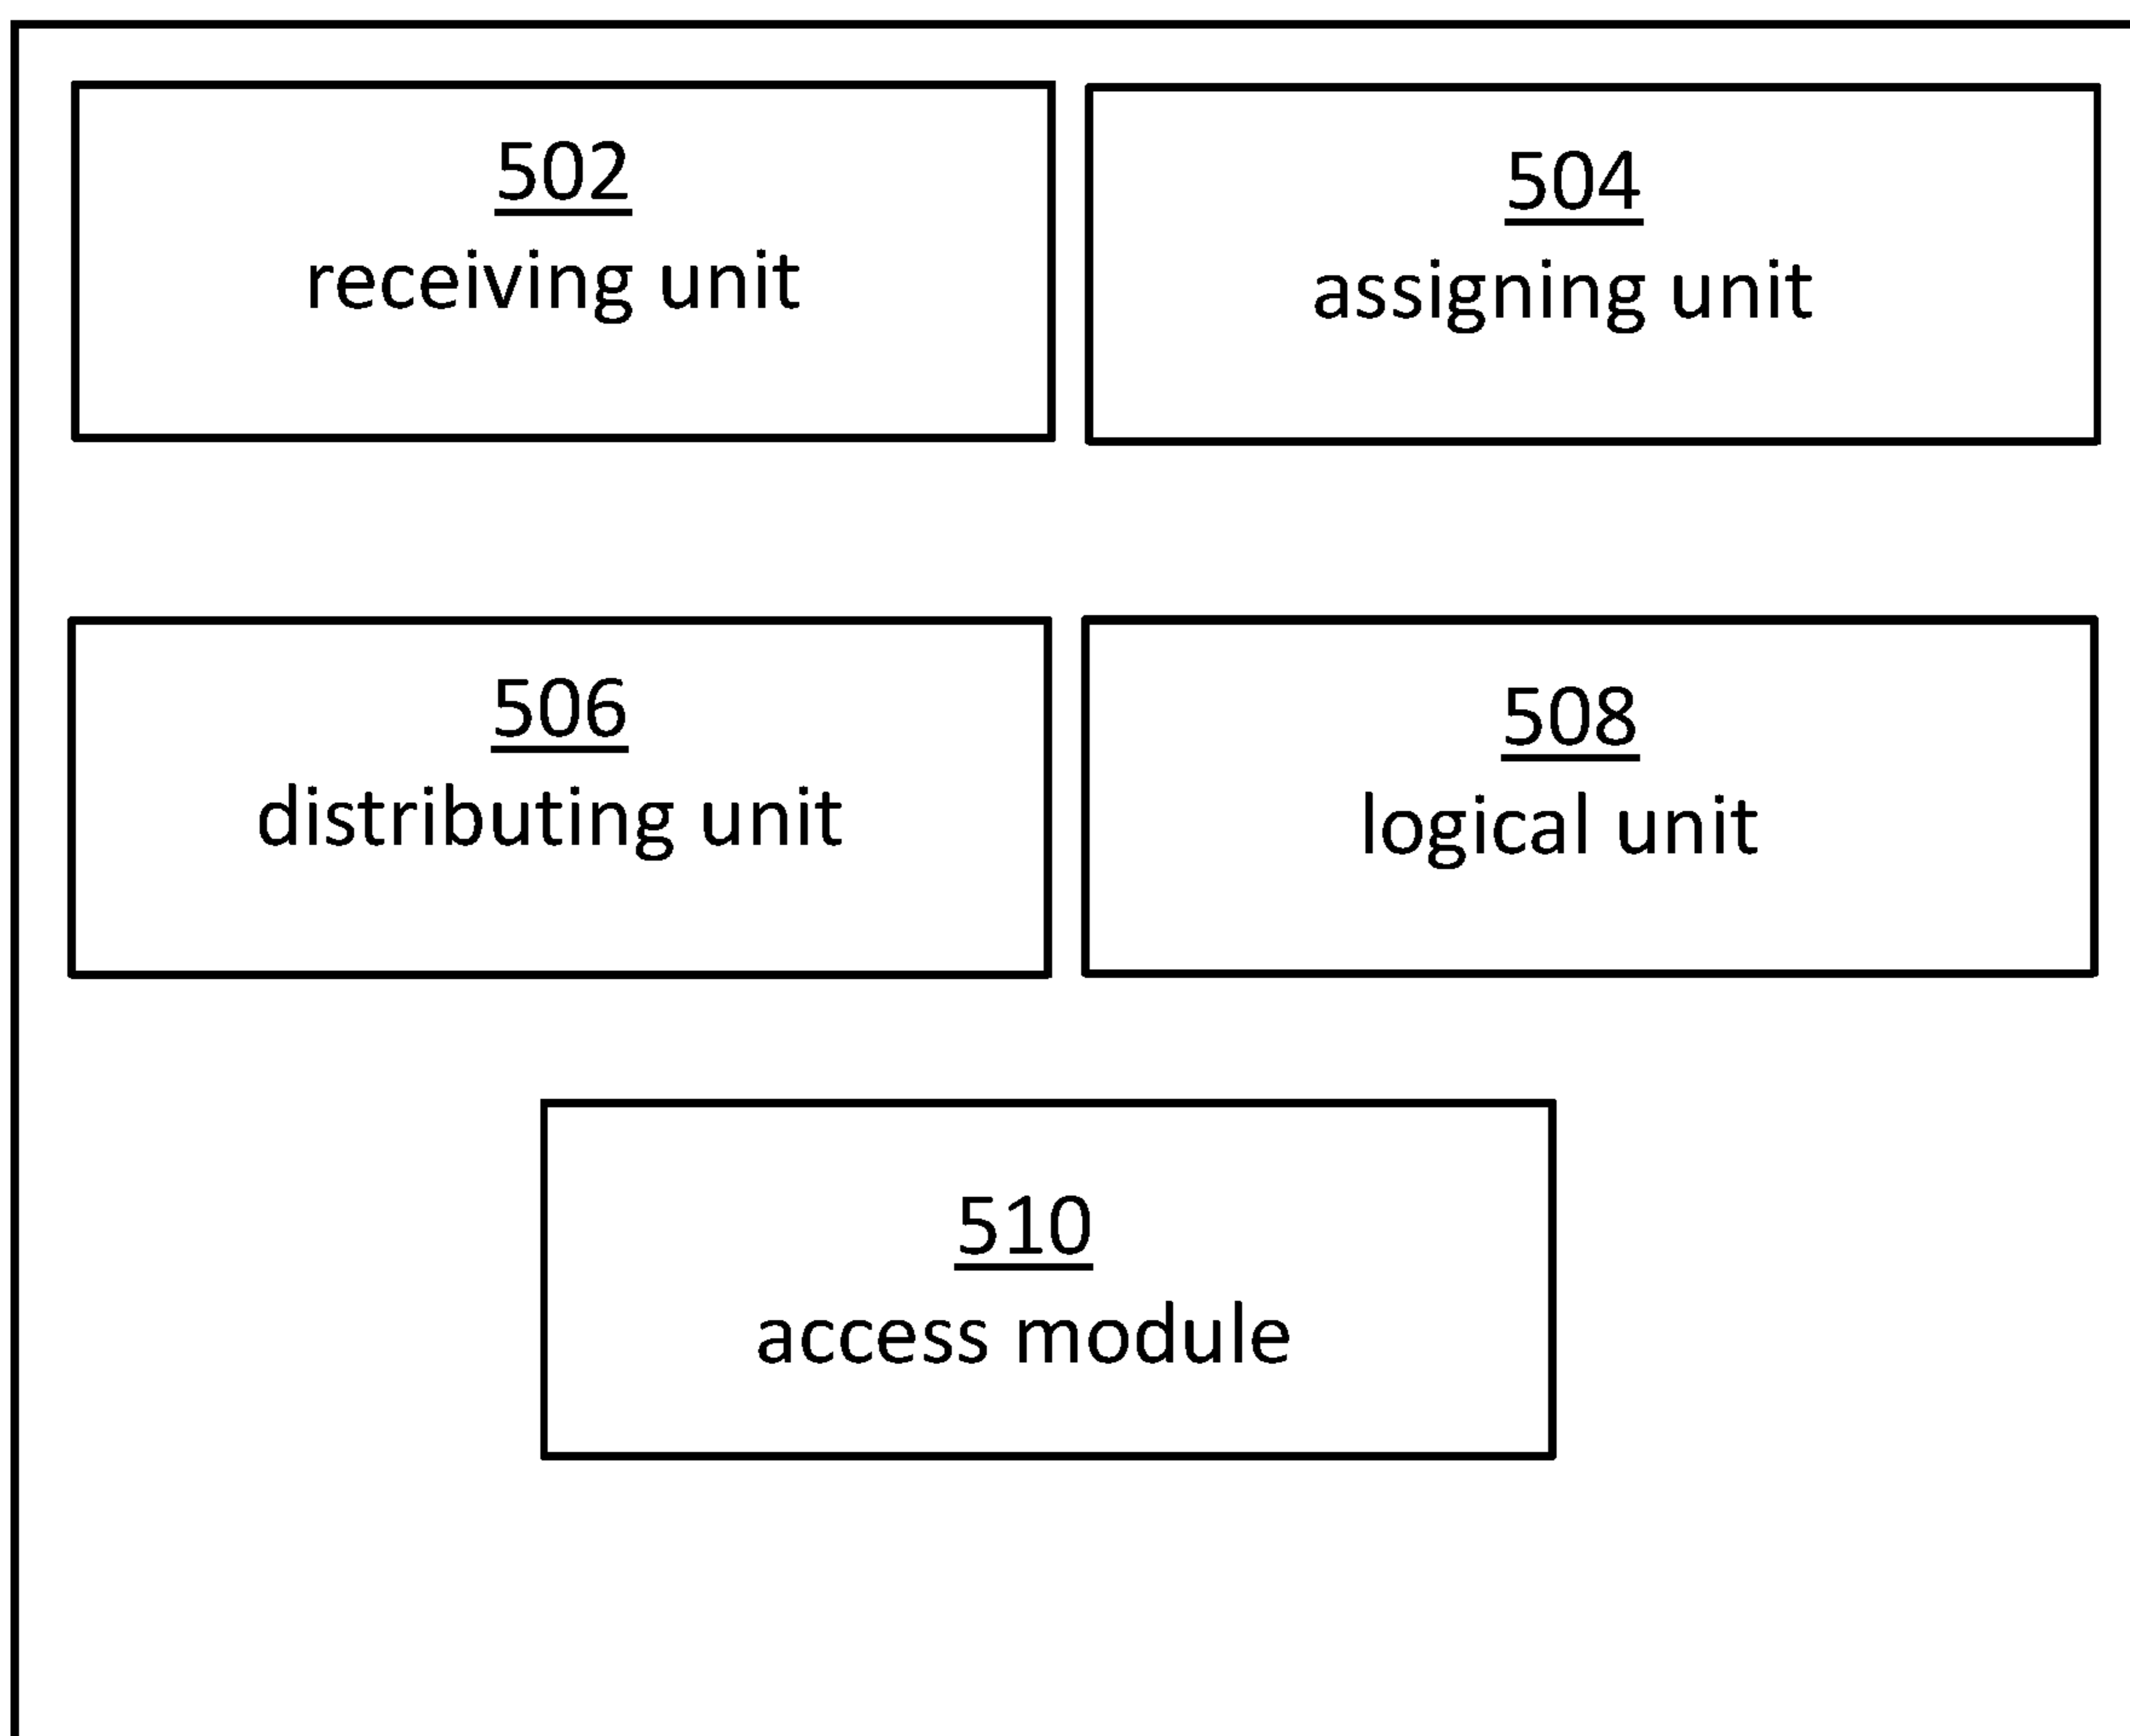 502
receiving unit
504
assigning unit
506
distributing unit
508
logical unit
510
access module